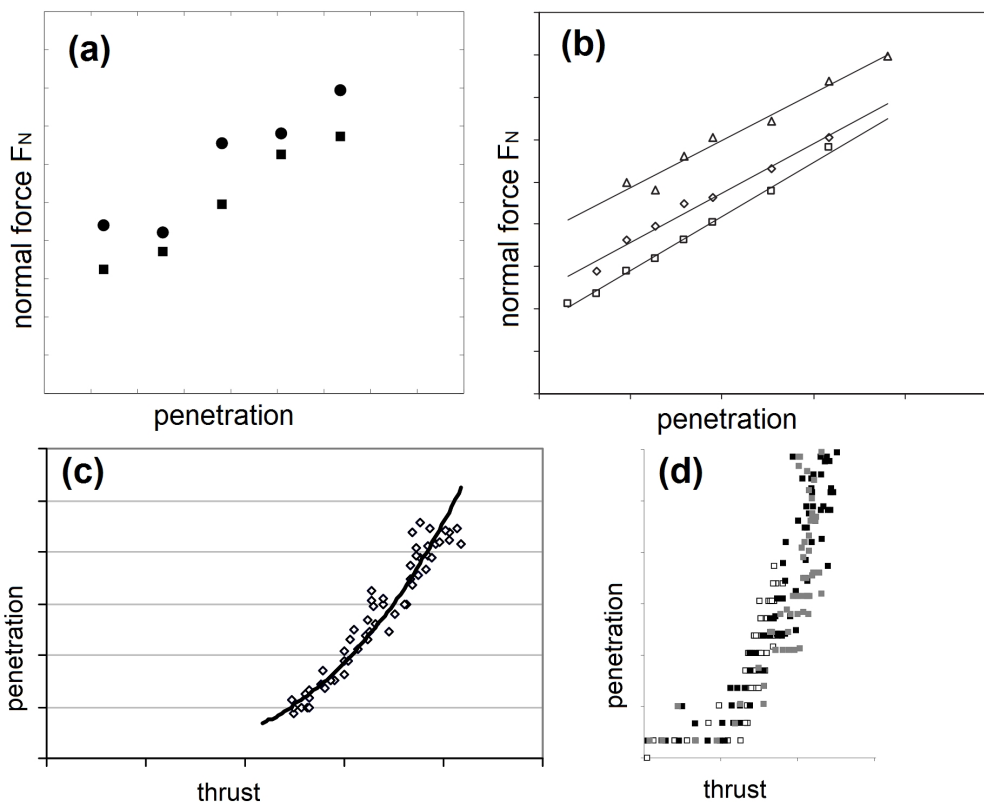 (a)
normal force FN
penetration
(b)
normal force FN
penetration
(c)
penetration
thrust
(d)
penetration
thrust